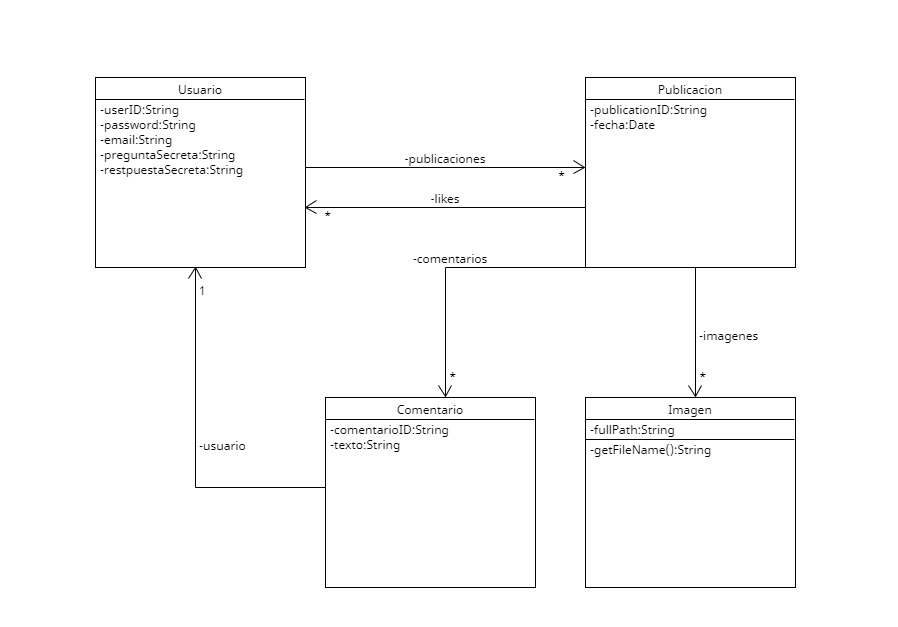 Usuario
-userID:String
-password:String
-email:String
-preguntaSecreta:String
-restpuestaSecreta:String
Publicacion
-publicationID:String
-fecha:Date
-publicaciones
*
-likes
*
-comentarios
1
-imagenes
*
*
Comentario
-comentarioID:String
-texto:String
Imagen
-fullPath:String
-getFileName():String
-usuario